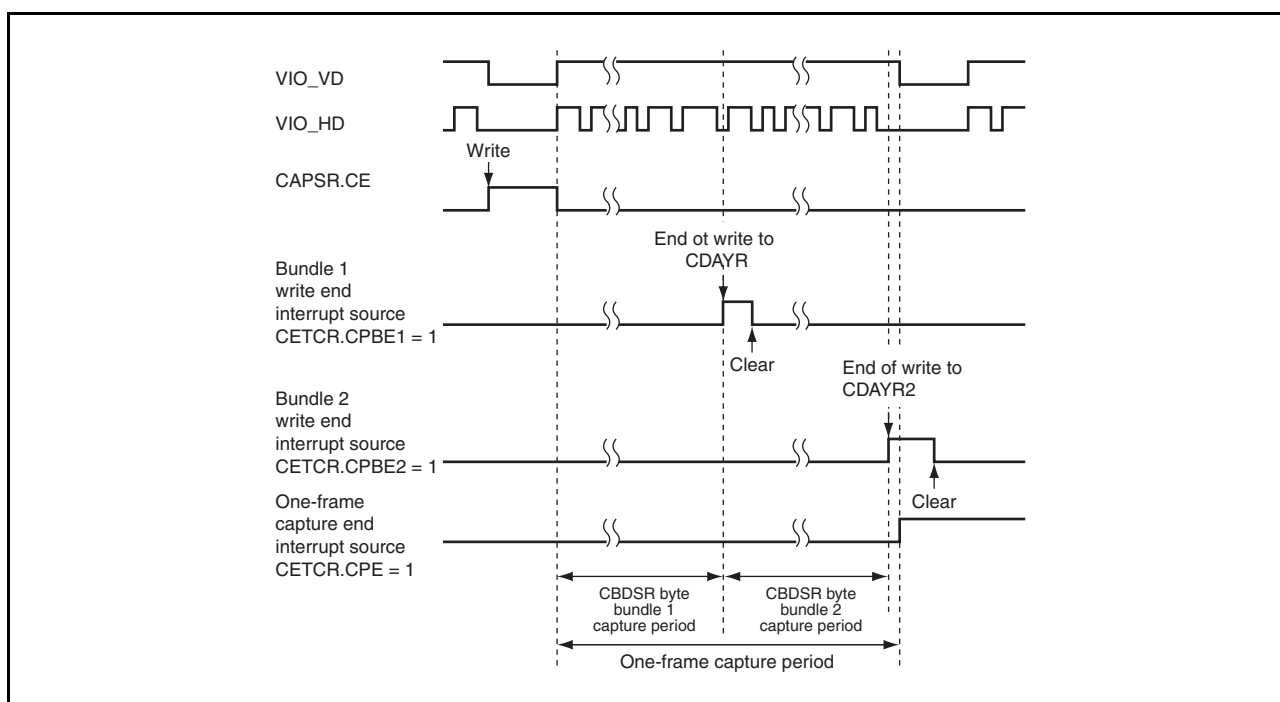 VIO_VD
VIO_HD
Write
CAPSR.CE
End ot write to
CDAYR
Bundle 1
write end
interrupt source
CETCR.CPBE1 = 1
Clear
End of write to
CDAYR2
Bundle 2
write end
interrupt source
CETCR.CPBE2 = 1
Clear
One-frame
capture end
interrupt source
CETCR.CPE = 1
CBDSR byte
bundle 1
capture period
CBDSR byte
bundle 2
capture period
One-frame capture period